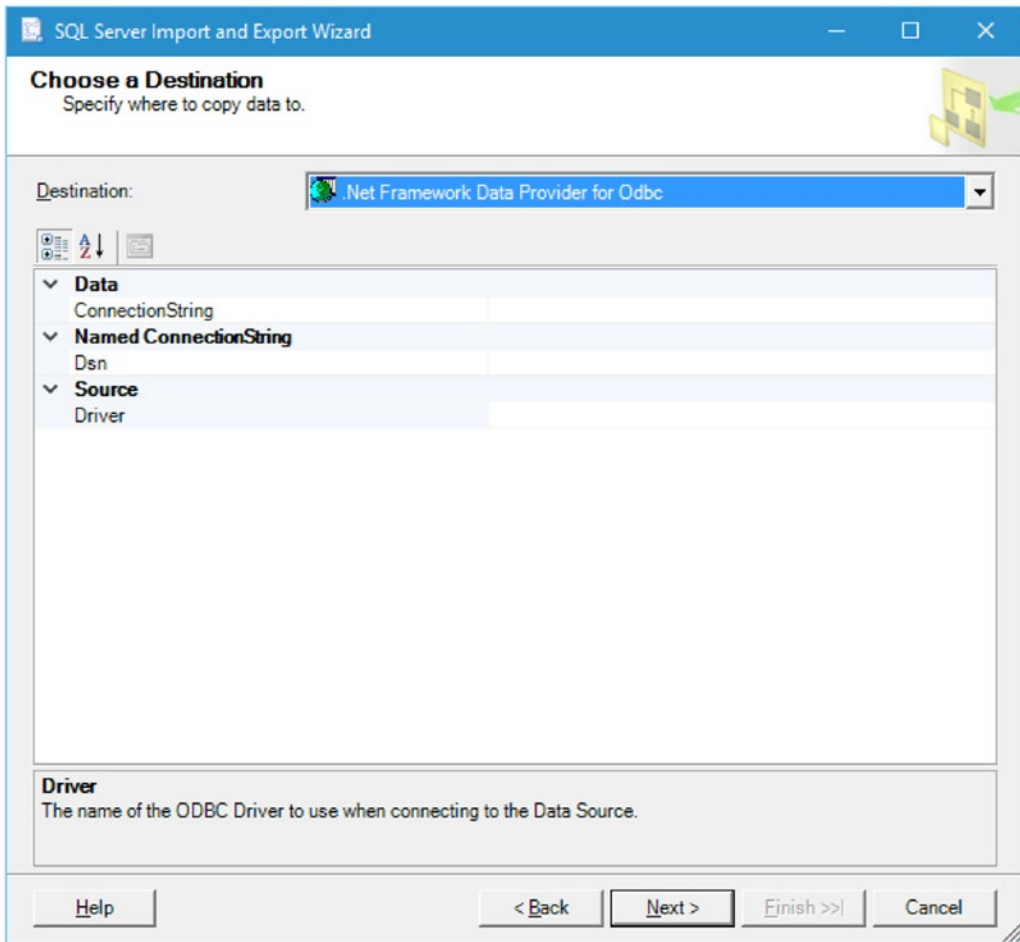 SQL Server Import and Export Wizard
Choose a Destination
Specify where to copy data to.
Destination: .Net Framework Data Provider for Odbc
Data
ConnectionString
Named ConnectionString
Dsn
Source
Driver
Driver
The name of the ODBC Driver to use when connecting to the Data Source.
Help < Back Next > Finish >>| Cancel